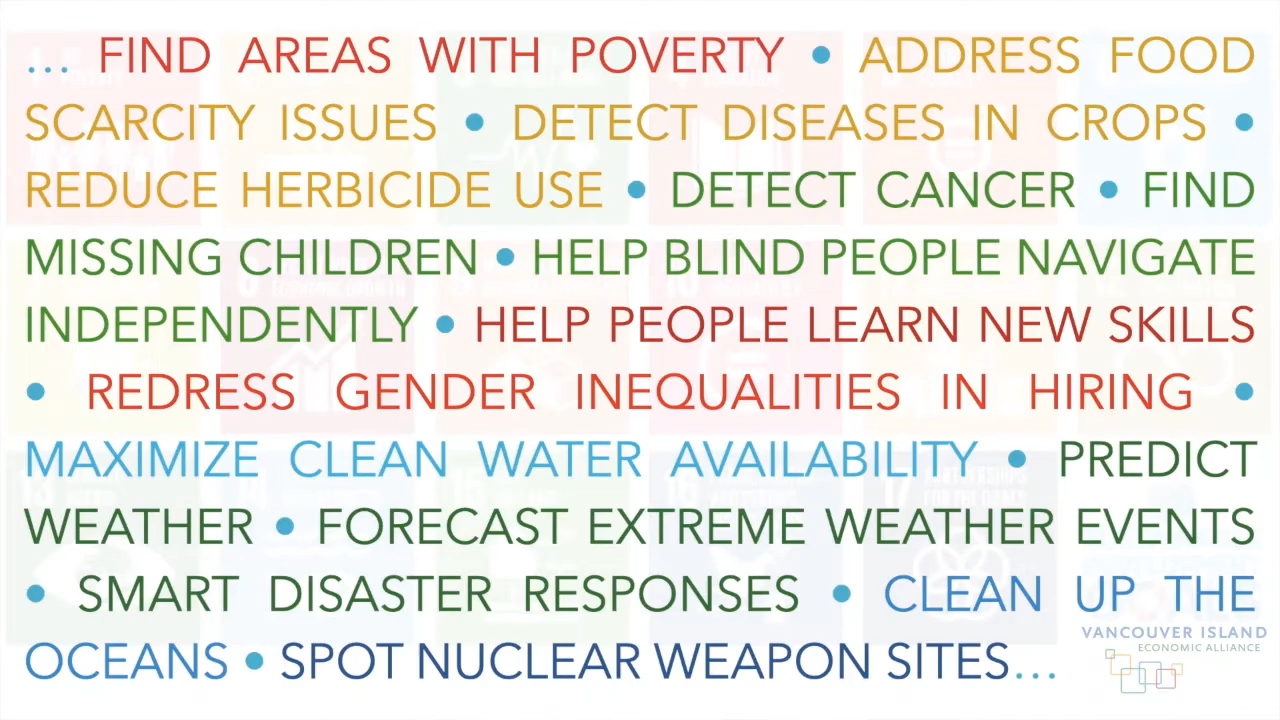 ... FIND AREAS WITH POVERTY • ADDRESS FOOD
SCARCITY ISSUES • DETECT DISEASES IN CROPS •
REDUCE HERBICIDE USE • DETECT CANCER • FIND
MISSING CHILDREN • HELP BLIND PEOPLE NAVIGATE
INDEPENDENTLY • HELP PEOPLE LEARN NEW SKILLS
• REDRESS GENDER INEQUALITIES IN HIRING •
MAXIMIZE CLEAN WATER AVAILABILITY • PREDICT
WEATHER • FORECAST EXTREME WEATHER EVENTS
• SMART DISASTER RESPONSES • CLEAN UP THE
OCEANS • SPOT NUCLEAR WEAPON SITES...
VANCOUVER ISLAND
ECONOMIC ALLIANCE